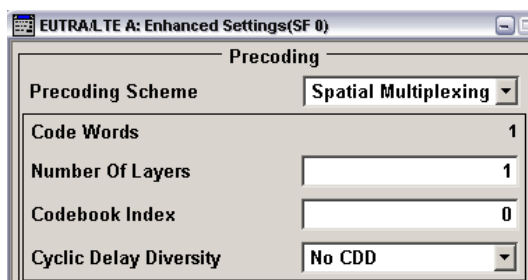 EUTRA/LTE A: Enhanced Settings(SF 0)
Precoding
Precoding Scheme Spatial Multiplexing
Code Words 1
Number Of Layers 1
Codebook Index 0
Cyclic Delay Diversity No CDD